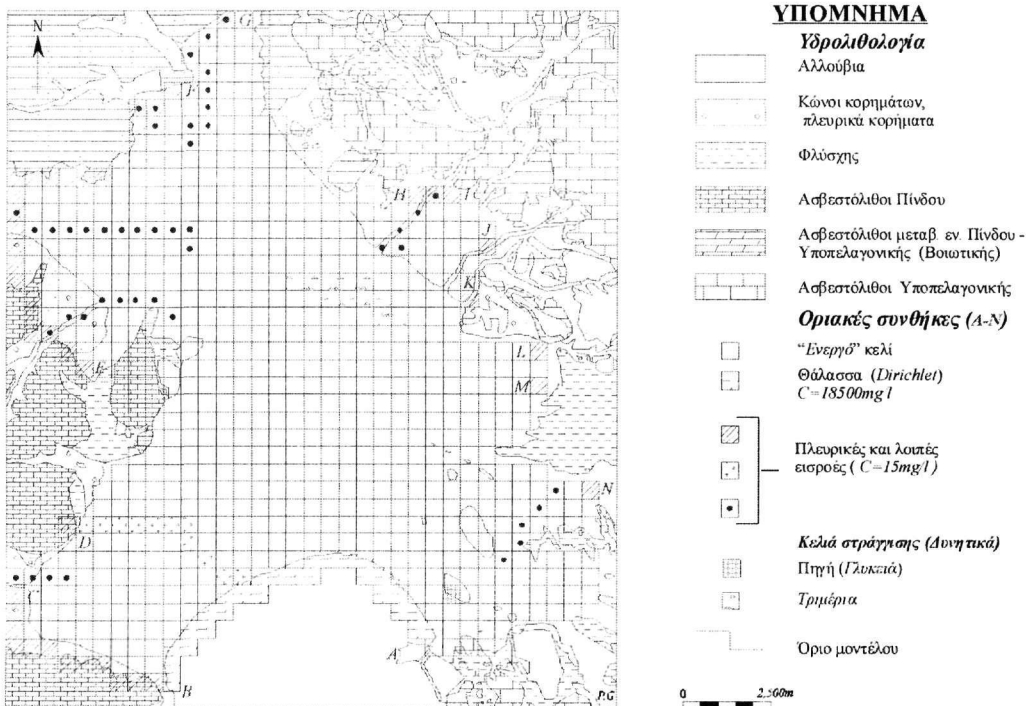 N
G
F
H
I
J
K
L
E
M
N
D
C
A
B
P.G
ΥΠΟΜΝΗΜΑ
Υδρολιθολογία
Αλλούβια
Κώνοι κορημάτων,
πλευρικά κορήματα
Φλύσχης
Ασβεστόλιθοι Πίνδου
Ασβεστόλιθοι μεταβ. εν. Πίνδου -
Υποπελαγονικής (Βοιωτικής)
Ασβεστόλιθοι Υποπελαγονικής
Οριακές συνθήκες (A-N)
"Ενεργό" κελί
Θάλασσα (Dirichlet)
C=18500mg l
Πλευρικές και λοιπές
εισροές ( C=15mg/l )
Κελιά στράγγισης (Δυνητικά)
Πηγή (Γλυκειά)
Τριμέρια
Όριο μοντέλου
0 2,500m